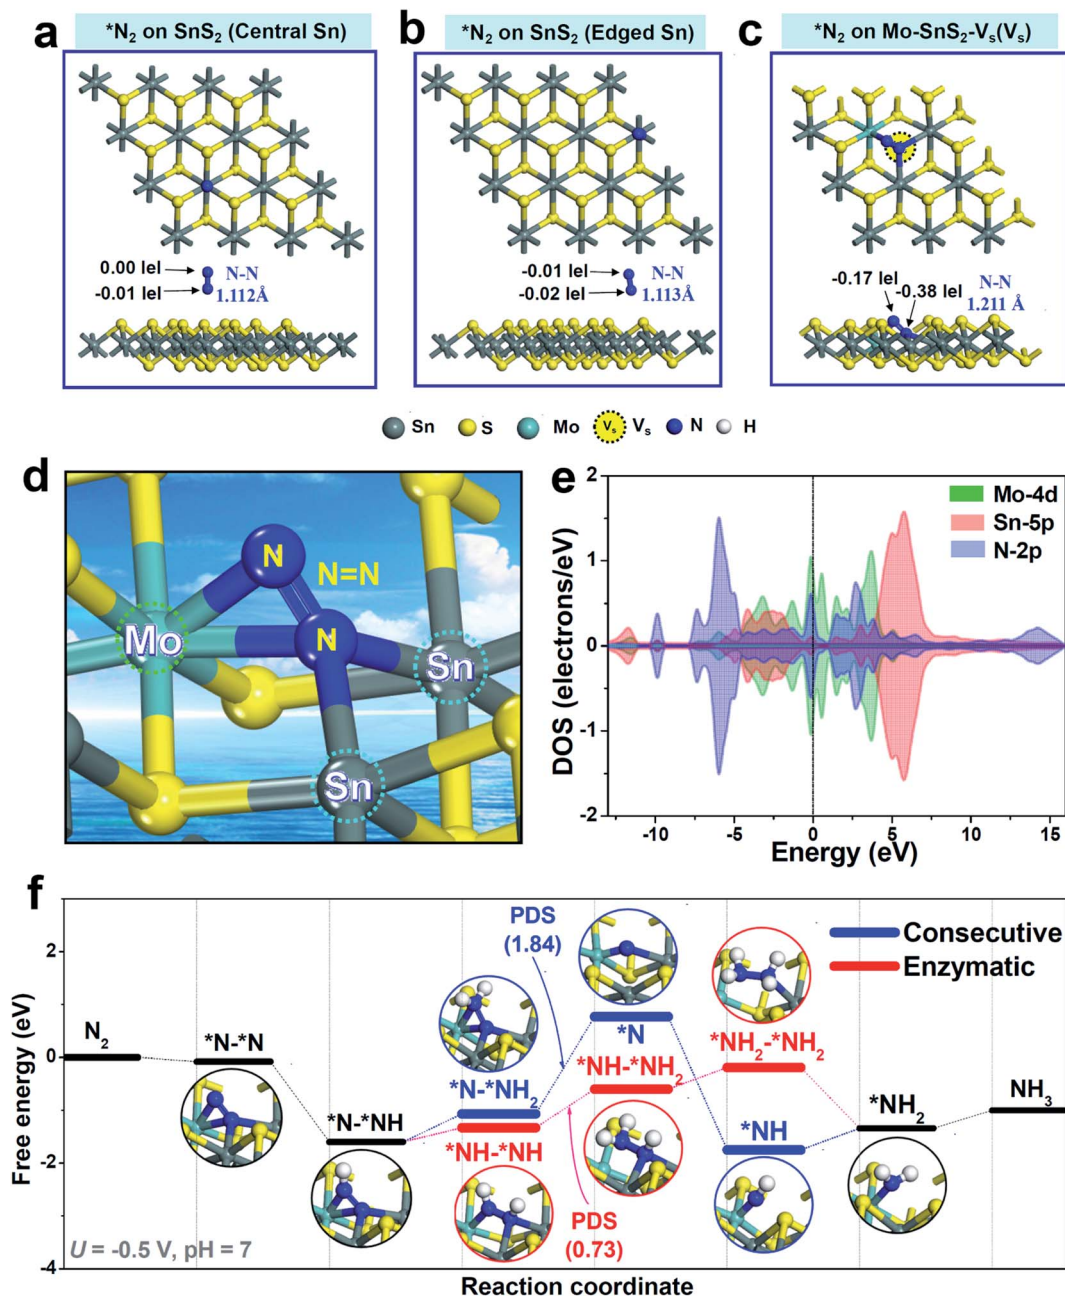 a
*N₂ on SnS₂ (Central Sn)
0.00 lel
-0.01 lel
N-N
1.112Å
b
*N₂ on SnS₂ (Edged Sn)
-0.01 lel
-0.02 lel
N-N
1.113Å
c
*N₂ on Mo-SnS₂-Vₛ(Vₛ)
-0.17 lel
-0.38 lel
N-N
1.211 Å
Sn S Mo Vₛ Vₛ N H
d
N
N=N
Mo
N
Sn
Sn
e
2
1
0
-1
-2
DOS (electrons/eV)
Mo-4d
Sn-5p
N-2p
-10 -5 0 5 10 15
Energy (eV)
f
2
0
-2
-4
Free energy (eV)
PDS
(1.84)
Consecutive
Enzymatic
N₂
*N-*N
*N-*NH
*N-*NH₂
*NH-*NH
*N
*NH-*NH₂
PDS
(0.73)
*NH₂-*NH₂
*NH
*NH₂
NH₃
U = -0.5 V, pH = 7
Reaction coordinate